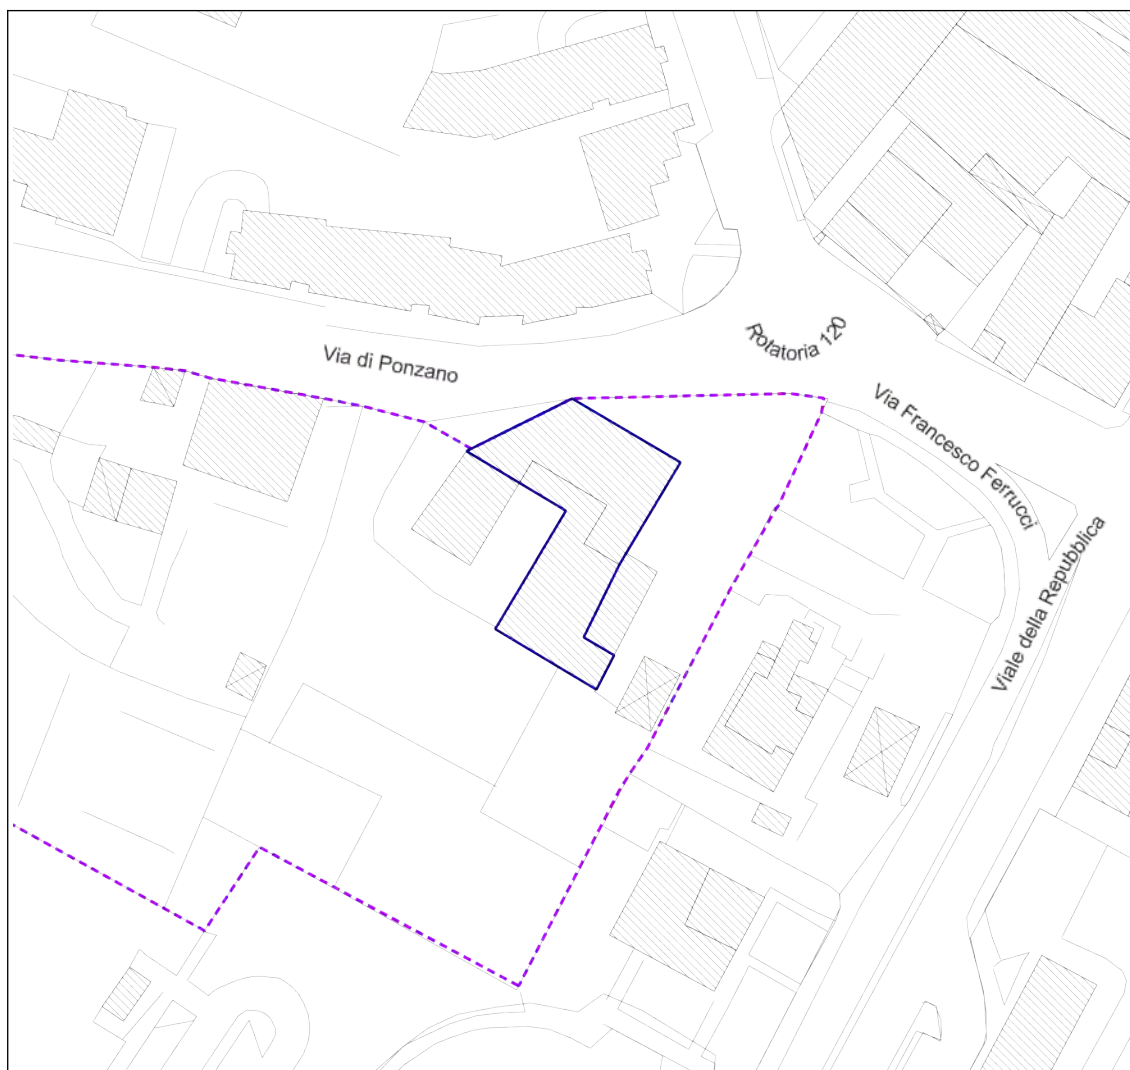 Rotatoria 120
Via di Ponzano
Via Francesco Ferrucci
Viale della Repubblica